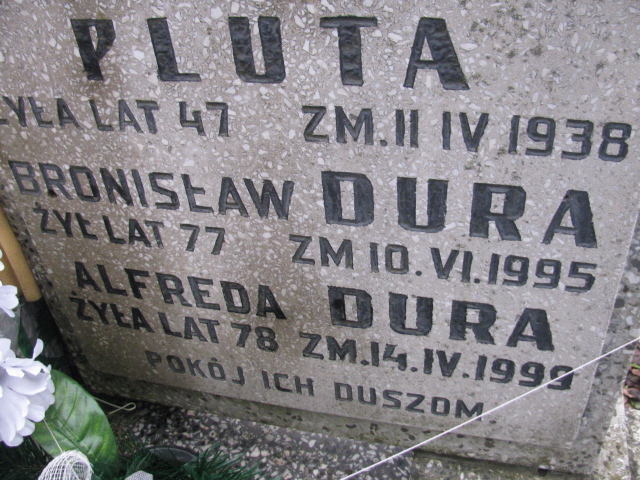 PLUTA
ŻYŁA LAT 47 ZM. 11 IV 1938
BRONISŁAW DURA
ŻYŁ LAT 77 ZM 10. VI. 1995
ALFREDA DURA
ŻYŁA LAT 78 ZM. 14. IV. 1999
POKÓJ ICH DUSZOM